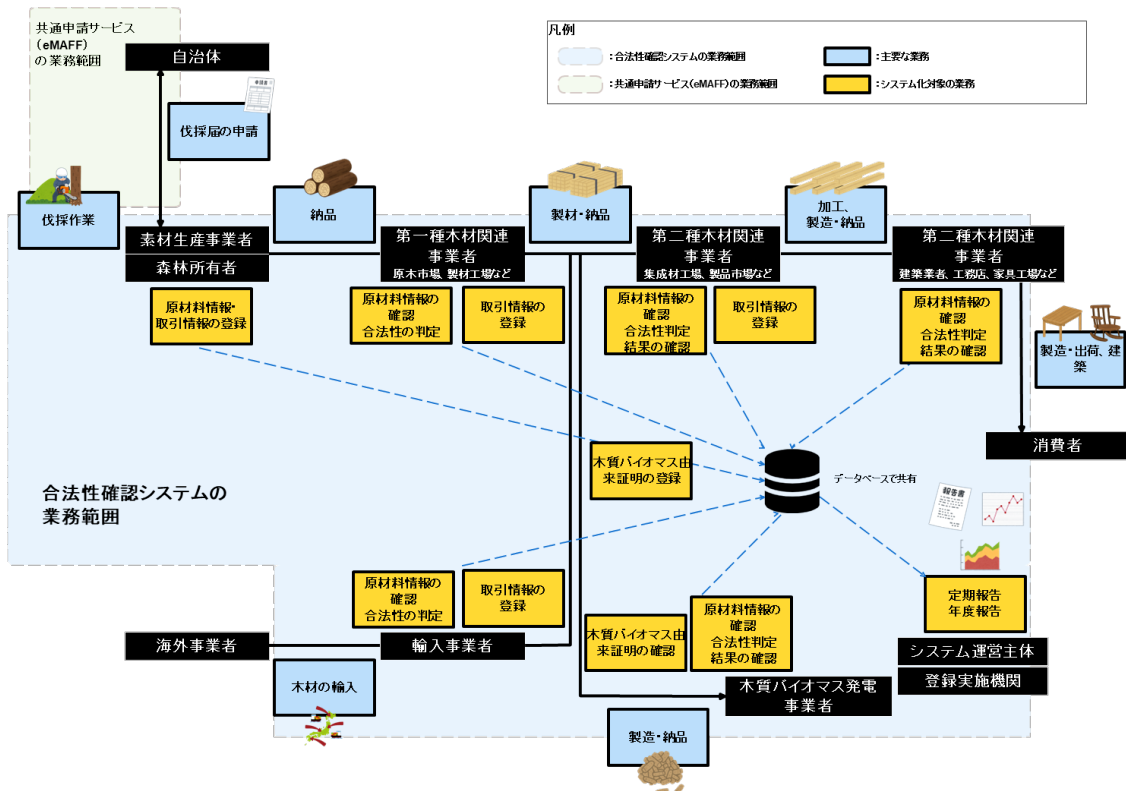 共通申請サービス
(eMAFF)
の業務範囲
自治体
申請書
伐採届の申請
凡例
：合法性確認システムの業務範囲
：主要な業務
：共通申請サービス(eMAFF)の業務範囲
：システム化対象の業務
伐採作業
納品
製材・納品
加工、
製造・納品
素材生産事業者
森林所有者
第一種木材関連
事業者
原木市場、製材工場など
第二種木材関連
事業者
集成材工場、製品市場など
第二種木材関連
事業者
建築業者、工務店、家具工場など
原材料情報・
取引情報の登録
原材料情報の
確認
合法性の判定
取引情報の
登録
原材料情報の
確認
合法性判定
結果の確認
取引情報の
登録
原材料情報の
確認
合法性判定
結果の確認
製造・出荷、建
築
消費者
木質バイオマス由
来証明の登録
データベースで共有
合法性確認システムの
業務範囲
報告書
原材料情報の
確認
合法性の判定
取引情報の
登録
定期報告
年度報告
木質バイオマス由
来証明の確認
原材料情報の
確認
合法性判定
結果の確認
海外事業者
輸入事業者
システム運営主体
登録実施機関
木材の輸入
木質バイオマス発電
事業者
製造・納品